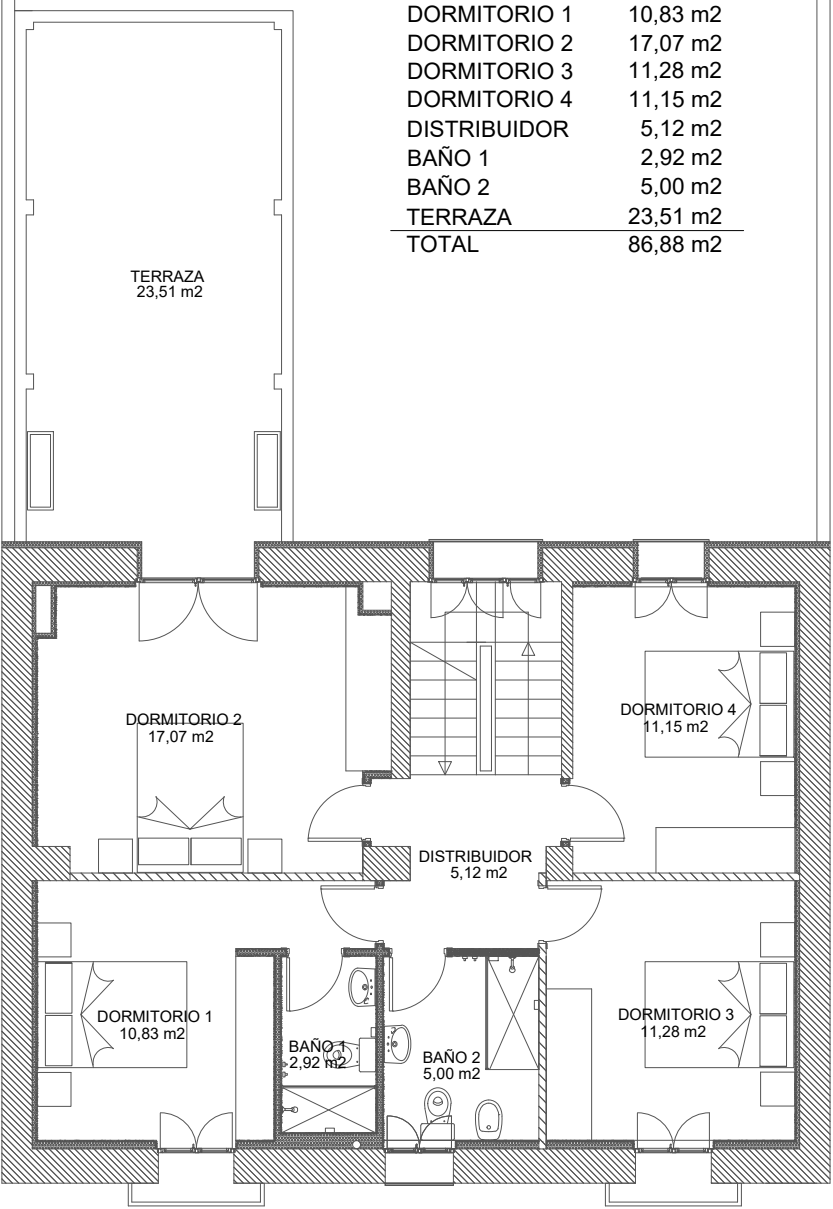 DORMITORIO 1 10,83 m2
DORMITORIO 2 17,07 m2
DORMITORIO 3 11,28 m2
DORMITORIO 4 11,15 m2
DISTRIBUIDOR 5,12 m2
BAÑO 1 2,92 m2
BAÑO 2 5,00 m2
TERRAZA 23,51 m2
TOTAL 86,88 m2
TERRAZA
23,51 m2
DORMITORIO 2
17,07 m2
DORMITORIO 4
11,15 m2
DISTRIBUIDOR
5,12 m2
DORMITORIO 1
10,83 m2
BAÑO 1
2,92 m2
BAÑO 2
5,00 m2
DORMITORIO 3
11,28 m2